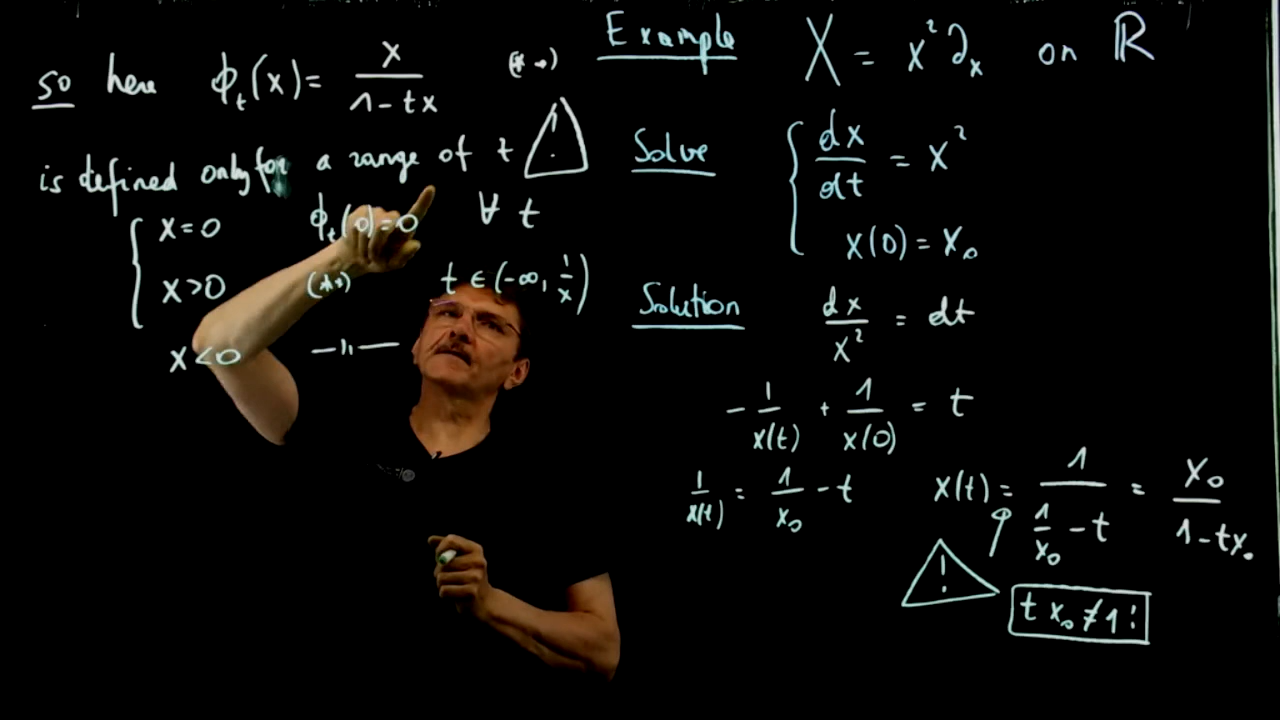 Example X = x² ∂ₓ on ℝ
Solve { dx/dt = x²
x(0) = x₀
Solution dx/x² = dt
- 1/x(t) + 1/x(0) = t
1/x(t) = 1/x₀ - t x(t) = 1/(1/x₀ - t) = x₀/(1-tx₀)
! t x₀ ≠ 1 !
so here ϕₜ(x) = x/(1-tx) (**)
is defined only for a range of t !
{ x=0 ϕₜ(0)=0 ∀ t
x>0 (**) t ∈ (-∞, 1/x)
x<0 —ıı—